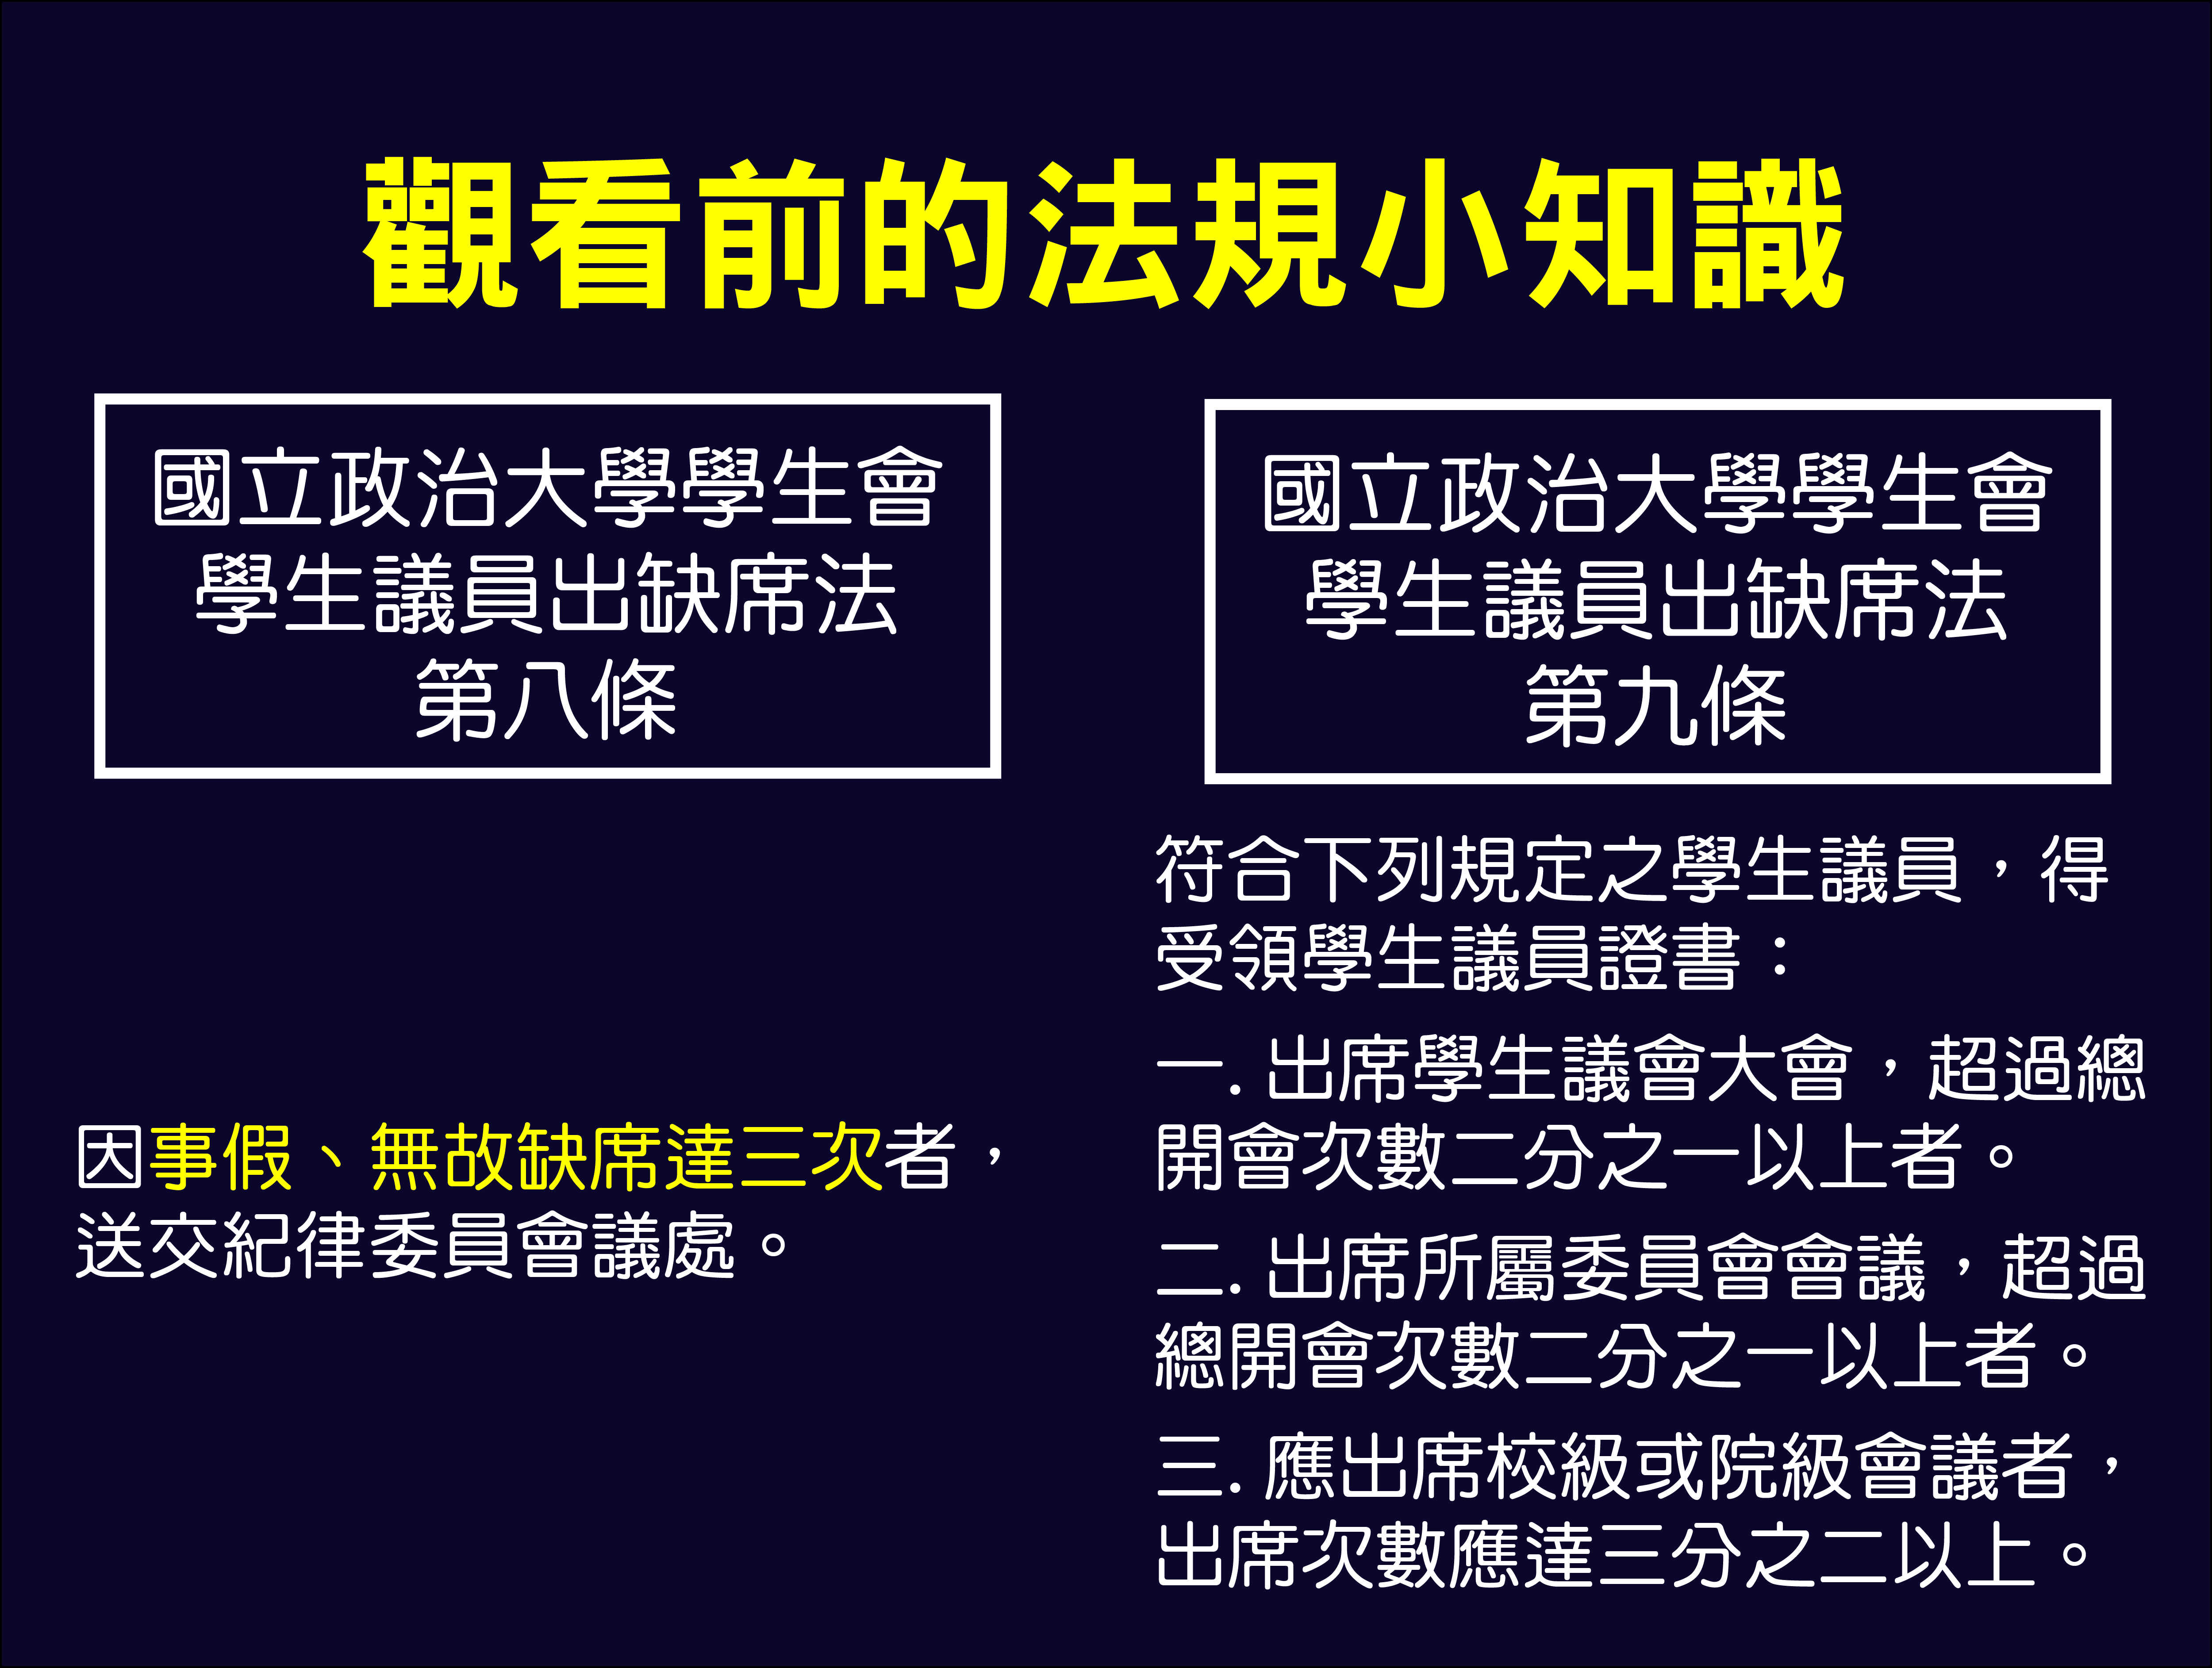 觀看前的法規小知識
國立政治大學學生會
學生議員出缺席法
第八條
因事假、無故缺席達三次者，
送交紀律委員會議處。
國立政治大學學生會
學生議員出缺席法
第九條
符合下列規定之學生議員，得
受領學生議員證書：
一. 出席學生議會大會，超過總
開會次數二分之一以上者。
二. 出席所屬委員會會議，超過
總開會次數二分之一以上者。
三. 應出席校級或院級會議者，
出席次數應達三分之二以上。